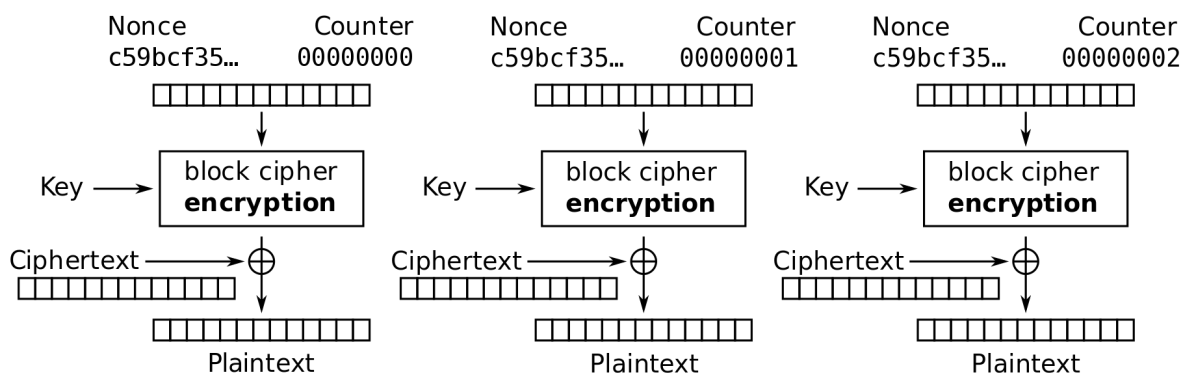 Nonce Counter Nonce Counter Nonce Counter
c59bcf35… 00000000 c59bcf35… 00000001 c59bcf35… 00000002
block cipher block cipher block cipher
Key Key Key
encryption encryption encryption
Ciphertext Ciphertext Ciphertext
Plaintext Plaintext Plaintext